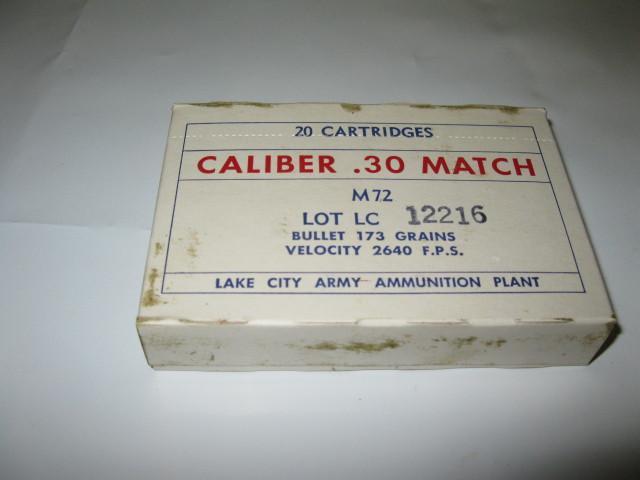 20 CARTRIDGES
CALIBER .30 MATCH
M72
LOT LC 12216
BULLET 173 GRAINS
VELOCITY 2640 F.P.S.
LAKE CITY ARMY AMMUNITION PLANT